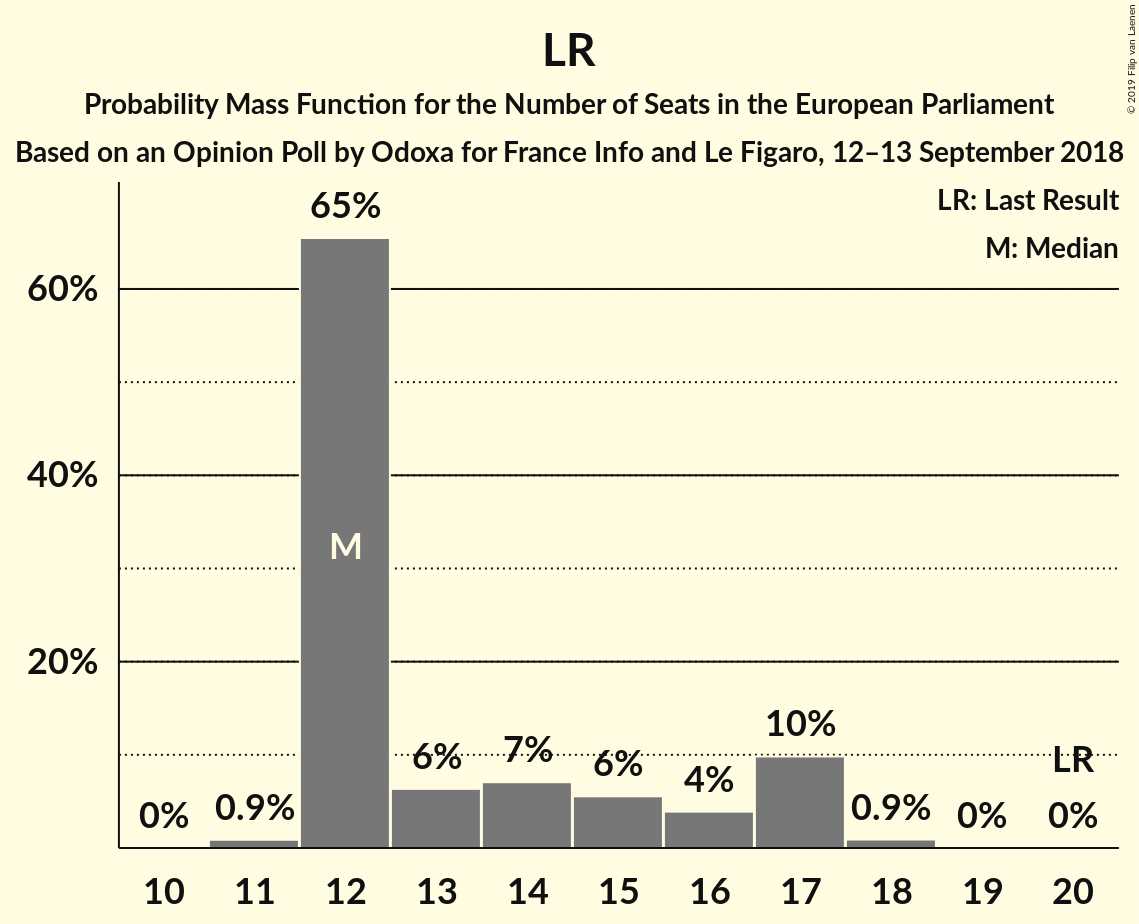 LR
Probability Mass Function for the Number of Seats in the European Parliament
Based on an Opinion Poll by Odoxa for France Info and Le Figaro, 12–13 September 2018
© 2019 Filip van Laenen
LR: Last Result
M: Median
60%
40%
20%
0%
0.9%
65%
M
6%
7%
6%
4%
10%
0.9%
0%
LR
0%
10 11 12 13 14 15 16 17 18 19 20